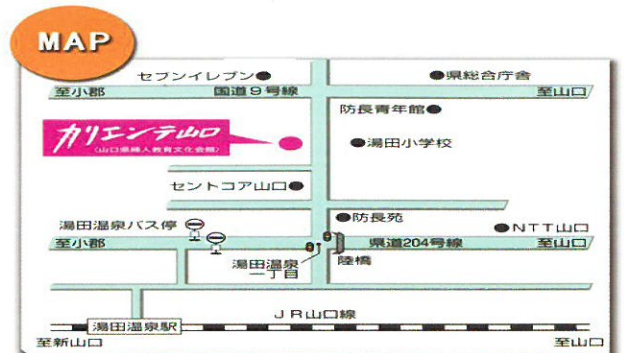 MAP
セブンイレブン●
●県総合庁舎
至小郡
国道9号線
至山口
防長青年館●
カリエンテ山口
(山口県婦人教育文化会館)
●湯田小学校
セントコア山口●
●防長苑
湯田温泉バス停
●NTT山口
至小郡
県道204号線
至山口
湯田温泉
一丁目
陸橋
JR山口線
湯田温泉駅
至新山口
至山口